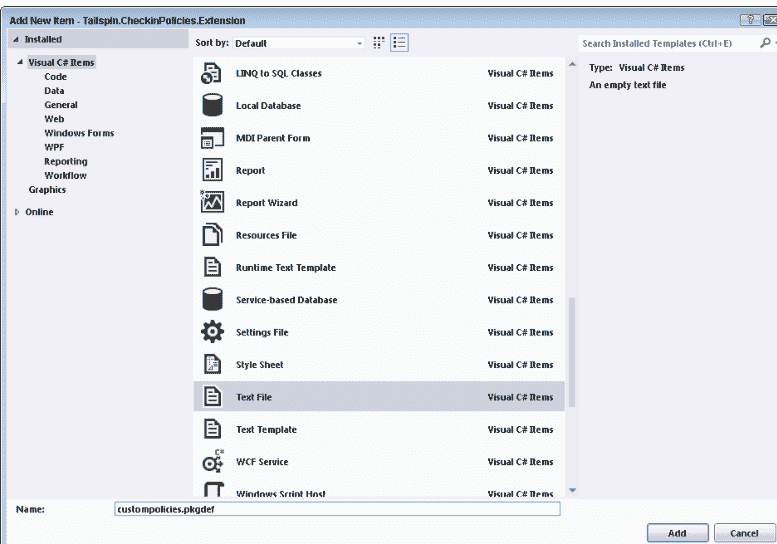 Add New Item - Tailspin.CheckinPolicies.Extension
Installed
Sort by: Default
Search Installed Templates (Ctrl+E)
Visual C# Items
Code
Data
General
Web
Windows Forms
WPF
Reporting
Workflow
Graphics
Online
LINQ to SQL Classes Visual C# Items
Local Database Visual C# Items
MDI Parent Form Visual C# Items
Report Visual C# Items
Report Wizard Visual C# Items
Resources File Visual C# Items
Runtime Text Template Visual C# Items
Service-based Database Visual C# Items
Settings File Visual C# Items
Style Sheet Visual C# Items
Text File Visual C# Items
Text Template Visual C# Items
C#
WCF Service Visual C# Items
Windows Script Host Visual C# Items
Type: Visual C# Items
An empty text file
Name: custompolicies.pkgdef
Add Cancel